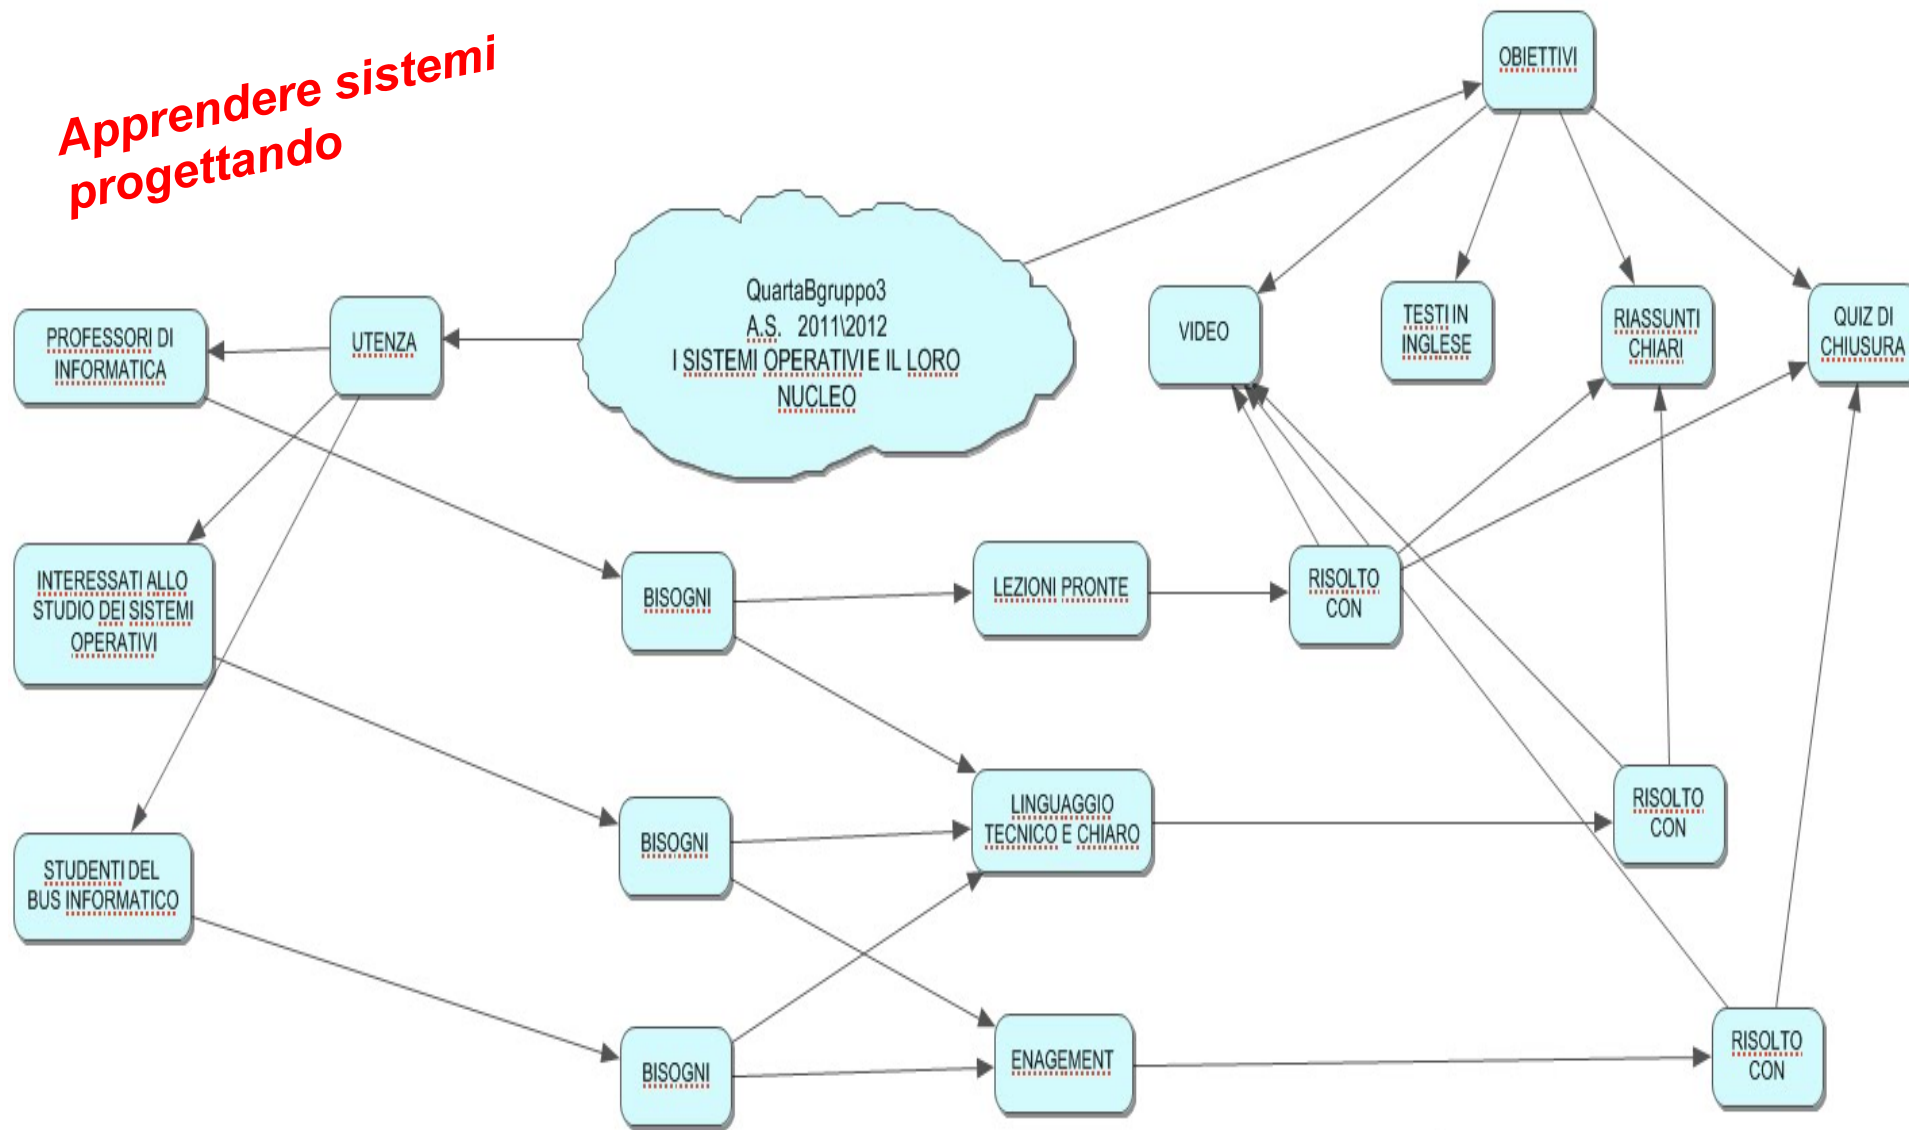 Apprendere sistemi
progettando
OBIETTIVI
QuartaBgruppo3
A.S. 2011\2012
I SISTEMI OPERATIVI E IL LORO
NUCLEO
UTENZA
PROFESSORI DI
INFORMATICA
VIDEO
TESTI IN
INGLESE
RIASSUNTI
CHIARI
QUIZ DI
CHIUSURA
INTERESSATI ALLO
STUDIO DEI SISTEMI
OPERATIVI
BISOGNI
LEZIONI PRONTE
RISOLTO
CON
BISOGNI
LINGUAGGIO
TECNICO E CHIARO
RISOLTO
CON
STUDENTI DEL
BUS INFORMATICO
BISOGNI
ENAGEMENT
RISOLTO
CON